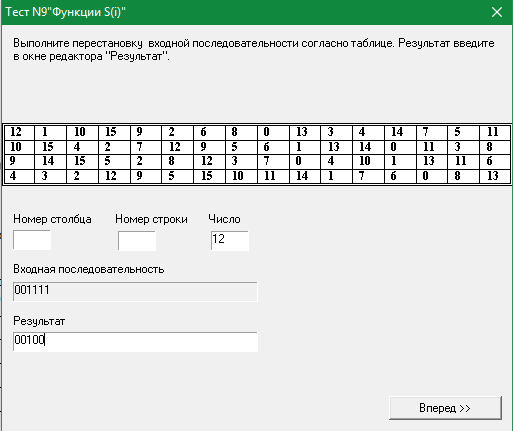 Тест N9"Функции S(i)"
Выполните перестановку входной последовательности согласно таблице. Результат введите
в окне редактора "Результат".
12 1 10 15 9 2 6 8 0 13 3 4 14 7 5 11
10 15 4 2 7 12 9 5 6 1 13 14 0 11 3 8
9 14 15 5 2 8 12 3 7 0 4 10 1 13 11 6
4 3 2 12 9 5 15 10 11 14 1 7 6 0 8 13
Номер столбца Номер строки Число
12
Входная последовательность
001111
Результат
00100
Вперед >>